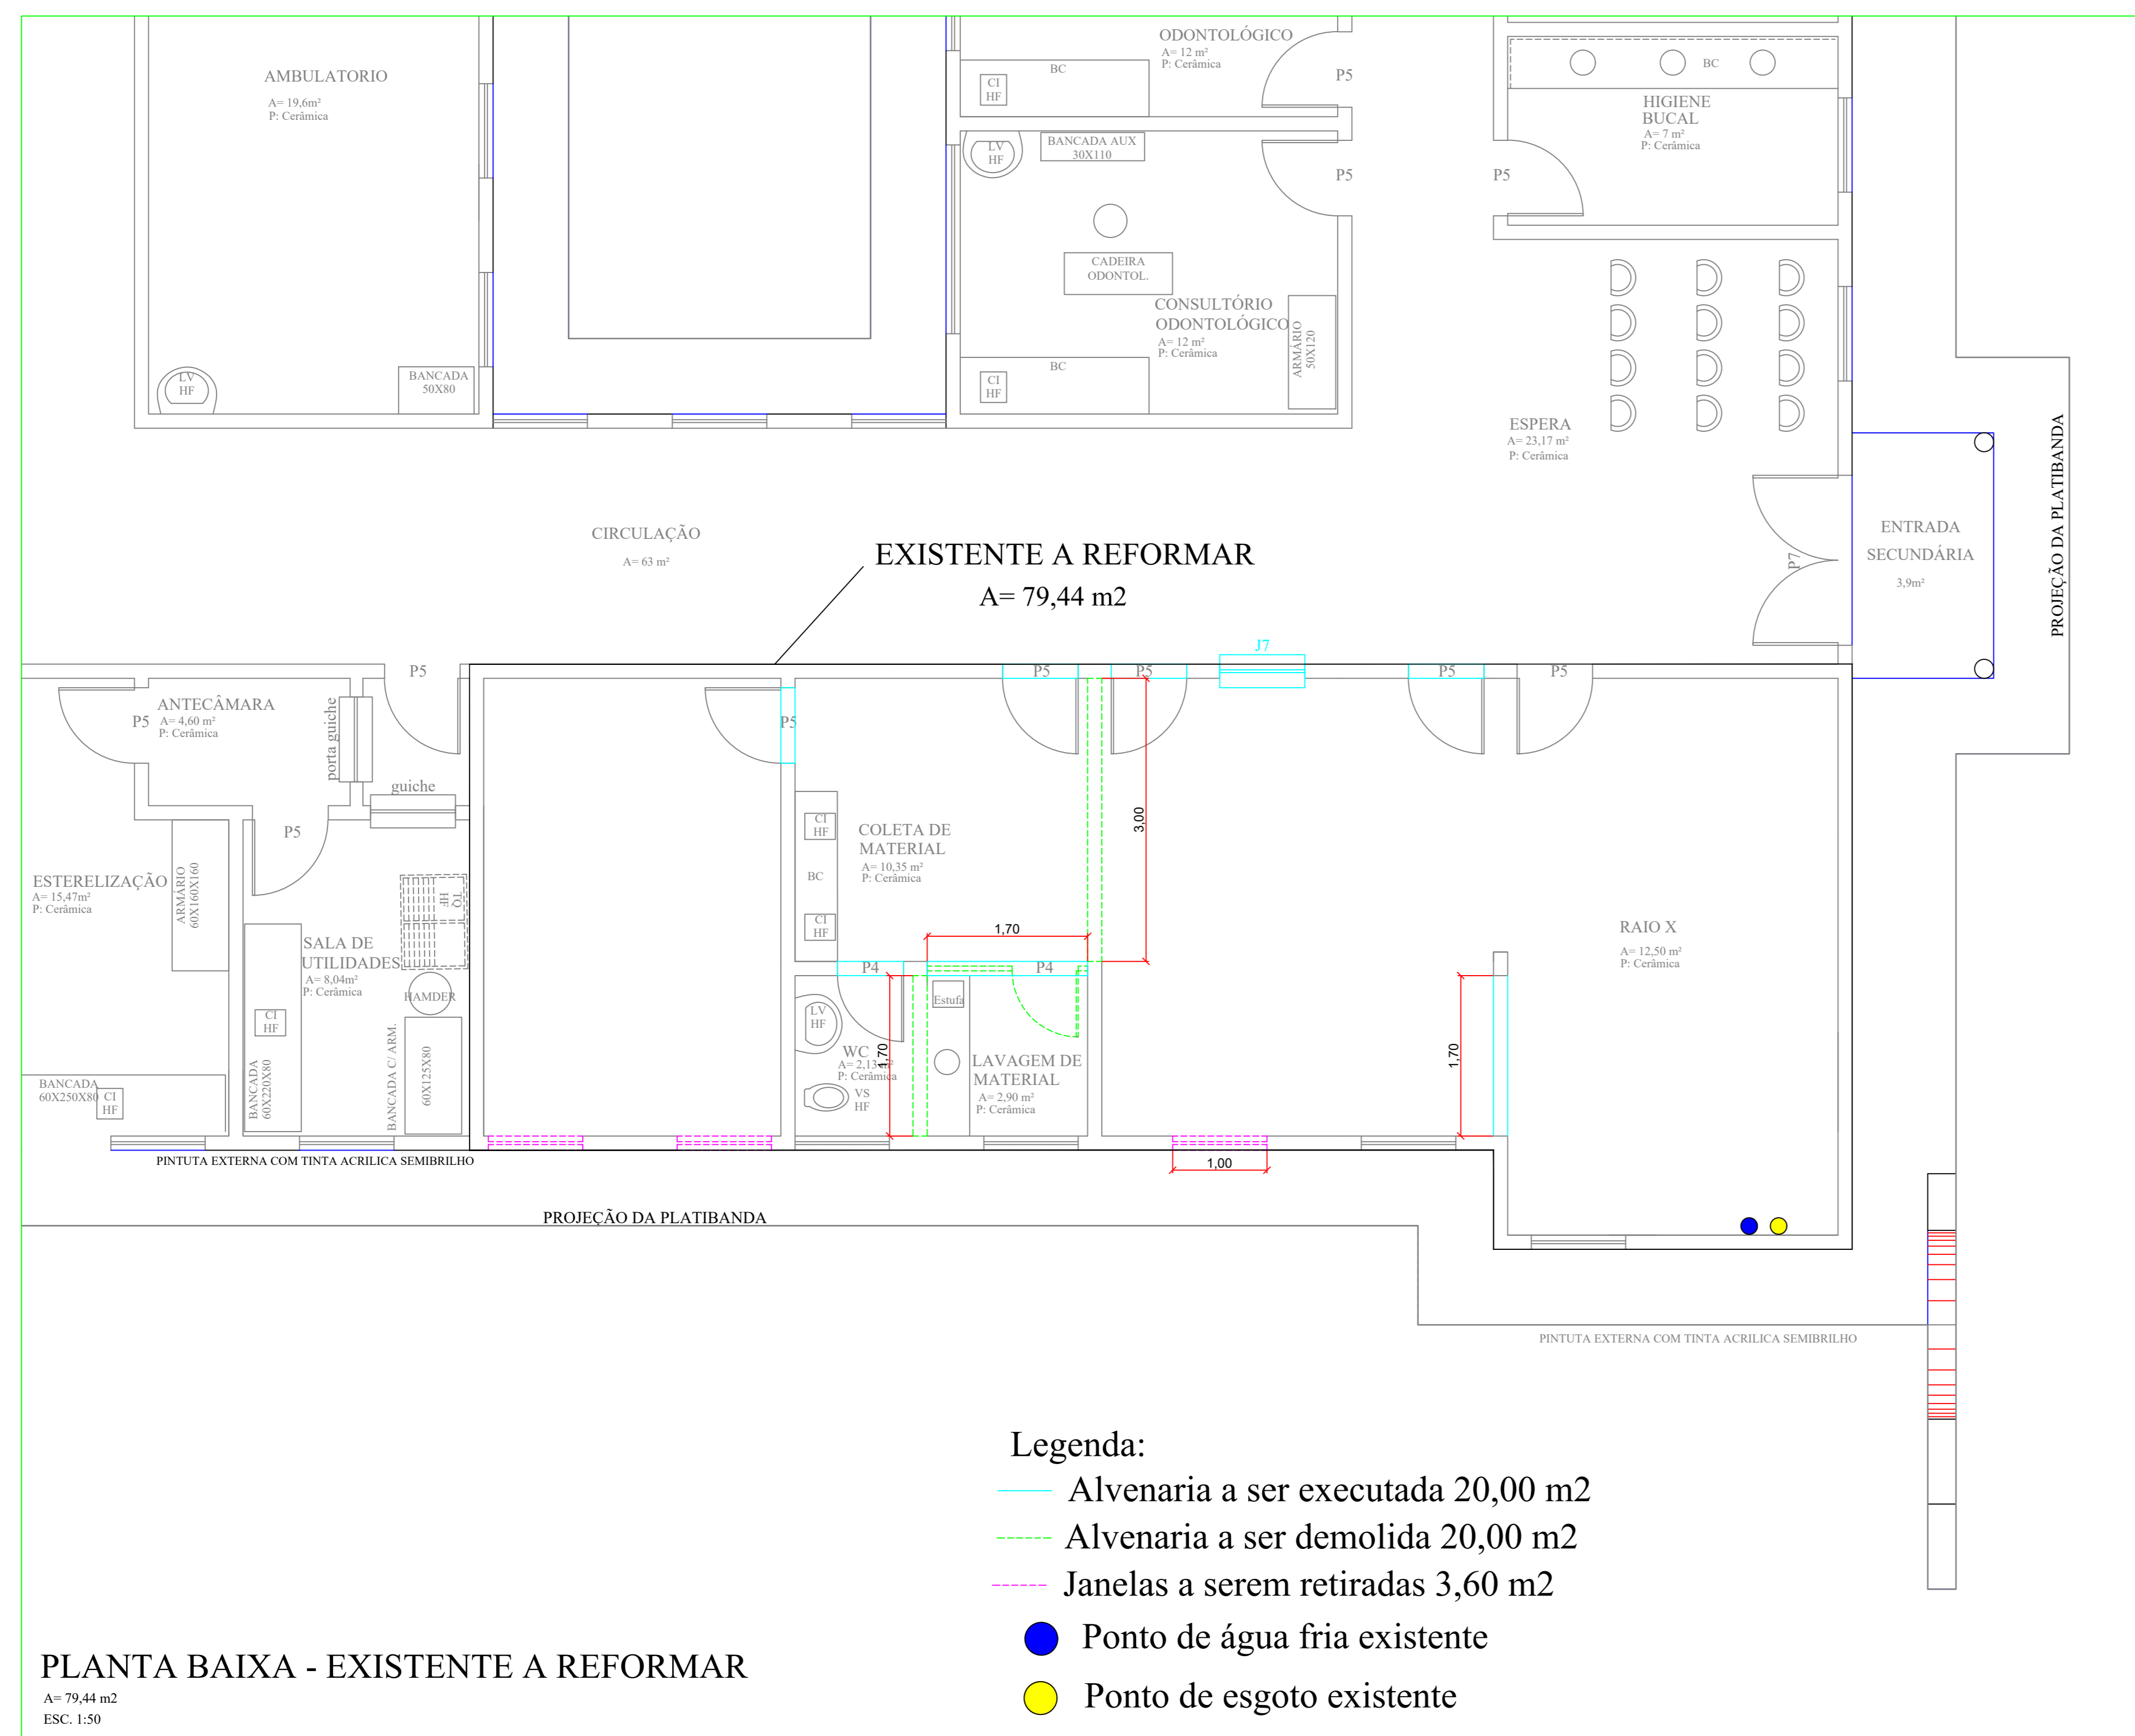 AMBULATORIO
A= 19,6m²
P: Cerâmica
LV
HF
BANCADA
50X80
ODONTOLÓGICO
A= 12 m²
P: Cerâmica
BC
CI
HF
P5
LV
HF
BANCADA AUX
30X110
P5
CADEIRA
ODONTOL.
CONSULTÓRIO
ODONTOLÓGICO
A= 12 m²
P: Cerâmica
ARMÁRIO
50X120
BC
CI
HF
BC
HIGIENE
BUCAL
A= 7 m²
P: Cerâmica
P5
ESPERA
A= 23,17 m²
P: Cerâmica
P7
ENTRADA
SECUNDÁRIA
3,9m²
PROJEÇÃO DA PLATIBANDA
CIRCULAÇÃO
A= 63 m²
EXISTENTE A REFORMAR
A= 79,44 m2
J7
P5
P5
P5
P5
P5
P5
ANTECÂMARA
A= 4,60 m²
P: Cerâmica
P5
porta guiche
guiche
P5
ESTERELIZAÇÃO
A= 15,47m²
P: Cerâmica
ARMÁRIO
60X160X160
TQ
HF
SALA DE
UTILIDADES
A= 8,04m²
P: Cerâmica
HAMDER
CI
HF
BANCADA
60X220X80
BANCADA C/ ARM.
60X125X80
BANCADA
60X250X80
CI
HF
CI
HF
BC
CI
HF
COLETA DE
MATERIAL
A= 10,35 m²
P: Cerâmica
3,00
1,70
P4
P4
LV
HF
WC
A= 2,13 m²
P: Cerâmica
VS
HF
1,70
Estufa
LAVAGEM DE
MATERIAL
A= 2,90 m²
P: Cerâmica
1,70
RAIO X
A= 12,50 m²
P: Cerâmica
1,00
PINTUTA EXTERNA COM TINTA ACRILICA SEMIBRILHO
PROJEÇÃO DA PLATIBANDA
PINTUTA EXTERNA COM TINTA ACRILICA SEMIBRILHO
Legenda:
Alvenaria a ser executada 20,00 m2
Alvenaria a ser demolida 20,00 m2
Janelas a serem retiradas 3,60 m2
Ponto de água fria existente
Ponto de esgoto existente
PLANTA BAIXA - EXISTENTE A REFORMAR
A= 79,44 m2
ESC. 1:50